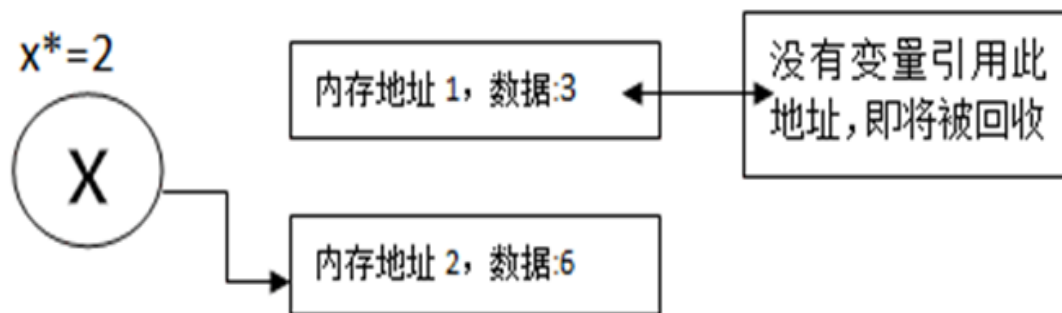 x*=2
X
内存地址 1，数据:3
没有变量引用此
地址,即将被回收
内存地址 2，数据:6